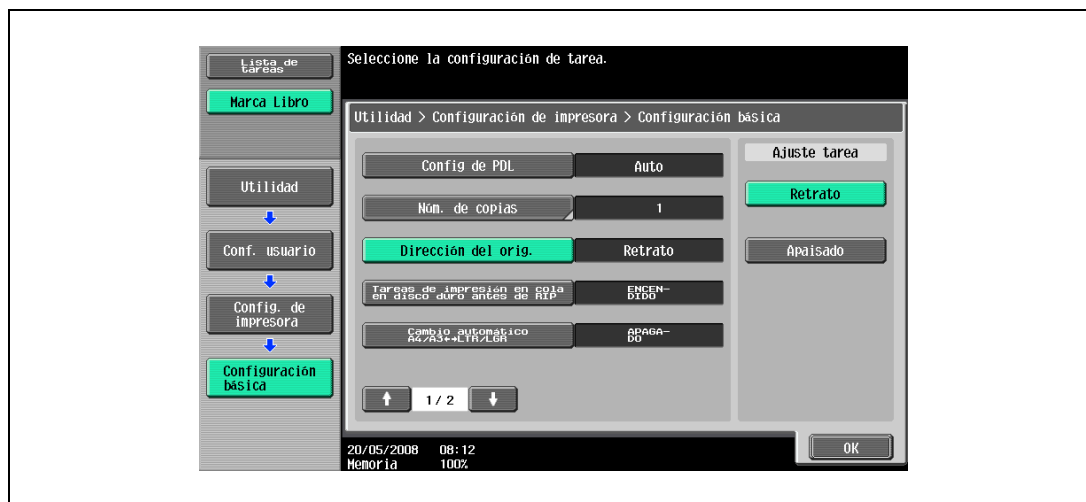 Lista de
tareas
Marca Libro
Utilidad
Conf. usuario
Config. de
impresora
Configuración
básica
Seleccione la configuración de tarea.
Utilidad > Configuración de impresora > Configuración básica
Config de PDL
Auto
Núm. de copias
1
Dirección del orig.
Retrato
Tareas de impresión en cola
en disco duro antes de RIP
ENCEN-
DIDO
Cambio automático
A4/A3↔LTR/LGR
APAGA-
DO
1/ 2
Ajuste tarea
Retrato
Apaisado
OK
20/05/2008 08:12
Memoria 100%